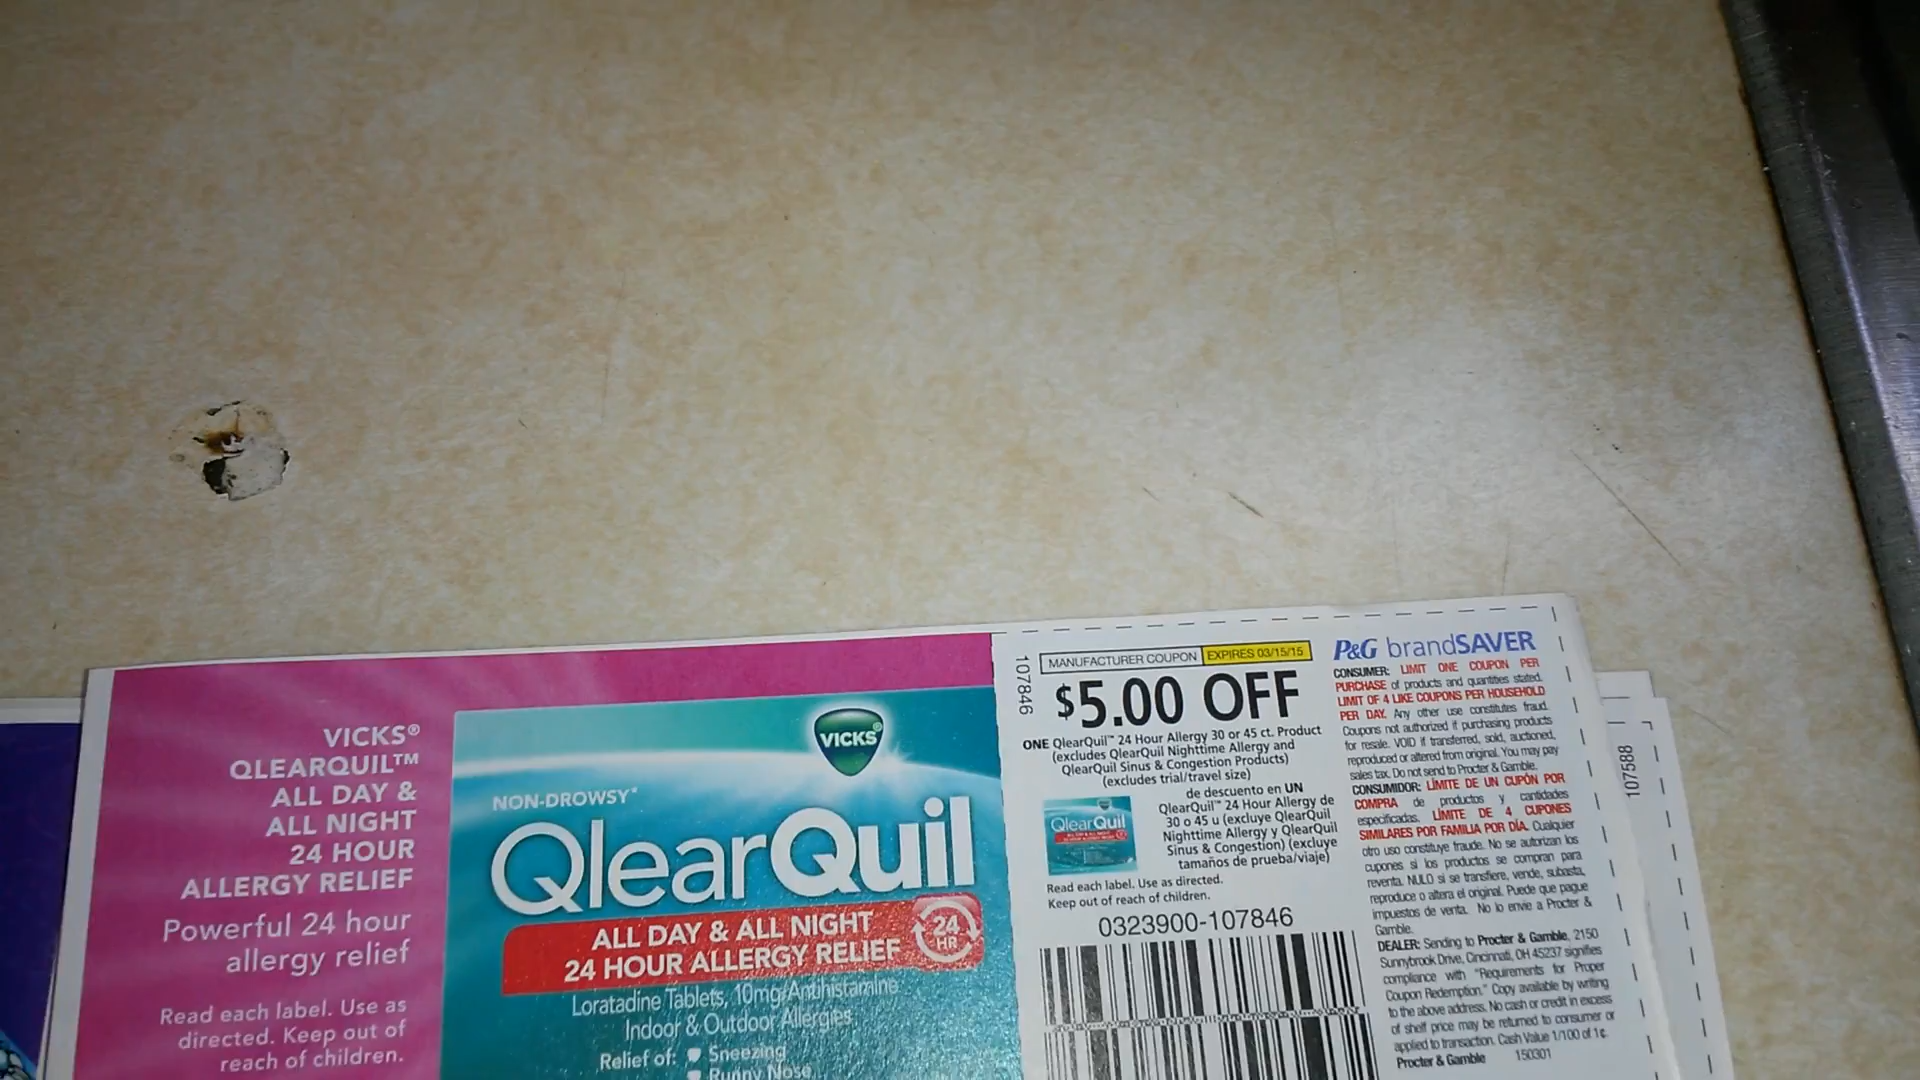 VICKS®
QLEARQUIL™
ALL DAY &
ALL NIGHT
24 HOUR
ALLERGY RELIEF
Powerful 24 hour
allergy relief
Read each label. Use as
directed. Keep out of
reach of children.
VICKS®
NON-DROWSY*
QlearQuil
ALL DAY & ALL NIGHT
24 HOUR ALLERGY RELIEF
24
HR
Loratadine Tablets, 10mg/Antihistamine
Indoor & Outdoor Allergies
Relief of: Sneezing
Runny Nose
107846
MANUFACTURER COUPON EXPIRES 03/15/15
$5.00 OFF
ONE QlearQuil™ 24 Hour Allergy 30 or 45 ct. Product
(excludes QlearQuil Nighttime Allergy and
QlearQuil Sinus & Congestion Products)
(excludes trial/travel size)
de descuento en UN
QlearQuil™ 24 Hour Allergy de
30 o 45 u (excluye QlearQuil
Nighttime Allergy y QlearQuil
Sinus & Congestion) (excluye
tamaños de prueba/viaje)
QlearQuil
Read each label. Use as directed.
Keep out of reach of children.
0323900-107846
P&G brandSAVER
CONSUMER: LIMIT ONE COUPON PER
PURCHASE of products and quantities stated.
LIMIT OF 4 LIKE COUPONS PER HOUSEHOLD
PER DAY. Any other use constitutes fraud.
Coupons not authorized if purchasing products
for resale. VOID if transferred, sold, auctioned,
reproduced or altered from original. You may pay
sales tax. Do not send to Procter & Gamble.
CONSUMIDOR: LÍMITE DE UN CUPÓN POR
COMPRA de productos y cantidades
especificadas. LÍMITE DE 4 CUPONES
SIMILARES POR FAMILIA POR DÍA. Cualquier
otro uso constituye fraude. No se autorizan los
cupones si los productos se compran para
reventa. NULO si se transfiere, vende, subasta,
reproduce o altera el original. Puede que pague
impuestos de venta. No lo envíe a Procter &
Gamble.
DEALER: Sending to Procter & Gamble, 2150
Sunnybrook Drive, Cincinnati, OH 45237 signifies
compliance with "Requirements for Proper
Coupon Redemption." Copy available by writing
to the above address. No cash or credit in excess
of shelf price may be returned to consumer or
applied to transaction. Cash Value 1/100 of 1¢.
Procter & Gamble 150301
107588